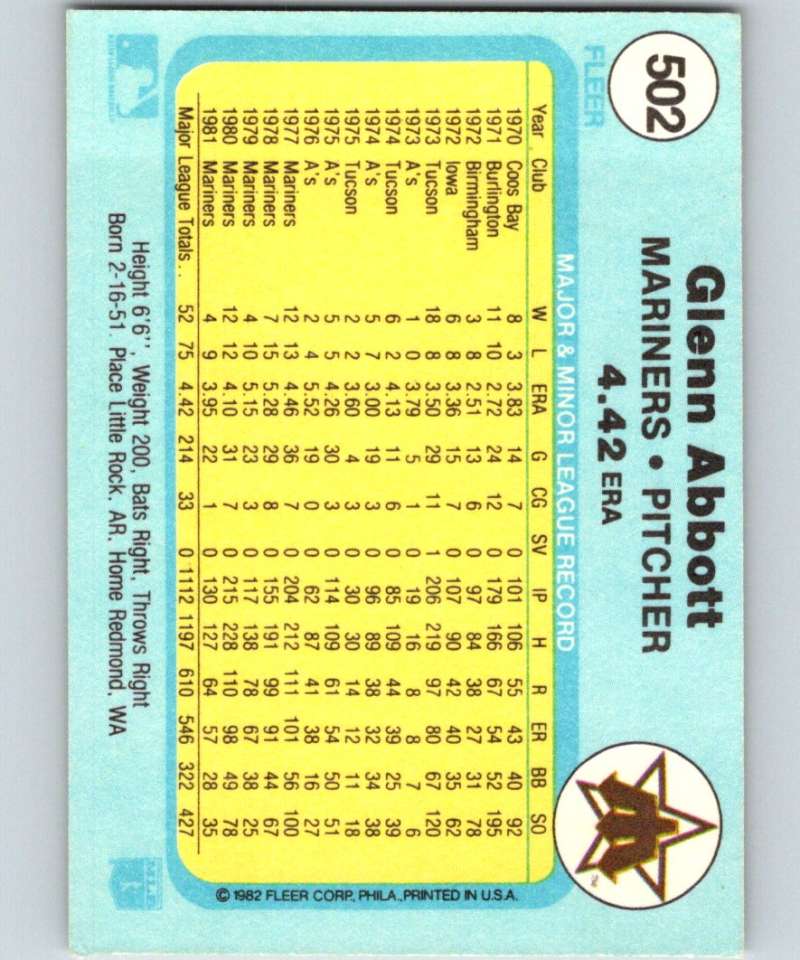 502
FLEER
Glenn Abbott
MARINERS • PITCHER
4.42 ERA
MAJOR & MINOR LEAGUE RECORD
Year Club W L ERA G CG SV IP H R ER BB SO
1970 Coos Bay 8 3 3.83 14 7 0 101 106 55 43 40 92
1971 Burlington 11 10 2.72 24 12 0 179 166 67 54 52 195
1972 Birmingham 3 8 2.51 13 6 0 97 84 38 27 31 78
1972 Iowa 6 8 3.36 15 7 0 107 90 42 40 35 62
1973 Tucson 18 8 3.50 29 11 1 206 219 97 80 67 120
1973 A's 1 0 3.79 5 1 0 19 16 8 8 7 6
1974 Tucson 6 2 4.13 11 6 0 85 109 44 39 25 39
1974 A's 5 7 3.00 19 3 0 96 89 38 32 34 38
1975 Tucson 2 2 3.60 4 3 0 30 30 14 12 11 18
1975 A's 5 5 4.26 30 3 0 114 109 61 54 50 51
1976 A's 2 4 5.52 19 0 0 62 87 41 38 16 27
1977 Mariners 12 13 4.46 36 7 0 204 212 111 101 56 100
1978 Mariners 7 15 5.28 29 8 0 155 191 99 91 44 67
1979 Mariners 4 10 5.15 23 3 0 117 138 78 67 38 25
1980 Mariners 12 12 4.10 31 7 0 215 228 110 98 49 78
1981 Mariners 4 9 3.95 22 1 0 130 127 64 57 28 35
Major League Totals . . 52 75 4.42 214 33 0 1112 1197 610 546 322 427
Height 6'6'', Weight 200, Bats Right, Throws Right
Born 2-16-51. Place Little Rock, AR. Home Redmond, WA
© 1982 FLEER CORP., PHILA., PRINTED IN U.S.A.
TM